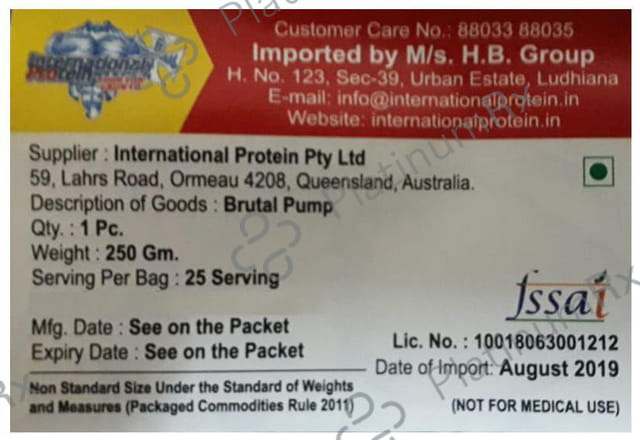 Customer Care No.: 88033 88035
Imported by M/s. H.B. Group
H. No. 123, Sec-39, Urban Estate, Ludhiana
E-mail: info@internationalprotein.in
Website: internationalprotein.in
International
Protein
Supplier : International Protein Pty Ltd
59, Lahrs Road, Ormeau 4208, Queensland, Australia.
Description of Goods : Brutal Pump
Qty. : 1 Pc.
Weight : 250 Gm.
Serving Per Bag : 25 Serving
Mfg. Date : See on the Packet
Expiry Date : See on the Packet
Non Standard Size Under the Standard of Weights
and Measures (Packaged Commodities Rule 2011)
fssai
Lic. No. : 10018063001212
Date of Import: August 2019
(NOT FOR MEDICAL USE)
PlatinumRx